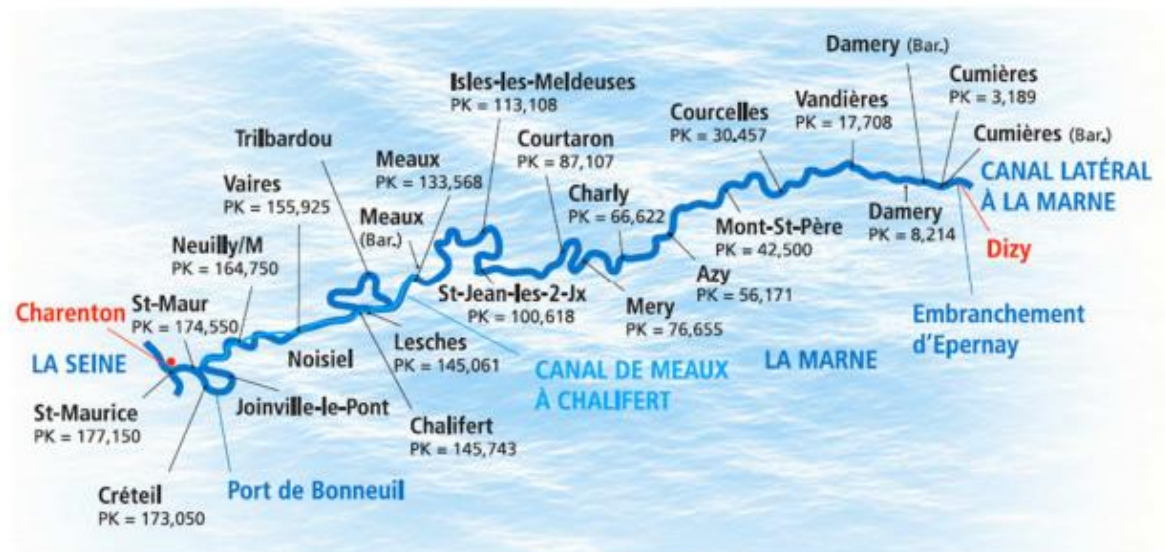 Damery (Bar.)
Cumières
PK = 3,189
Isles-les-Meldeuses
PK = 113,108
Courcelles
PK = 30.457
Vandières
PK = 17,708
Cumières (Bar.)
Trilbardou
Courtaron
PK = 87,107
Meaux
PK = 133,568
CANAL LATÉRAL
À LA MARNE
Vaires
PK = 155,925
Charly
PK = 66,622
Meaux
(Bar.)
Damery
PK = 8,214
Mont-St-Père
PK = 42,500
Neuilly/M
PK = 164,750
Dizy
Azy
PK = 56,171
St-Jean-les-2-Jx
PK = 100,618
Mery
PK = 76,655
Charenton
St-Maur
PK = 174,550
Embranchement
d'Epernay
Noisiel
Lesches
PK = 145,061
LA SEINE
CANAL DE MEAUX
À CHALIFERT
LA MARNE
St-Maurice
PK = 177,150
Joinville-le-Pont
Chalifert
PK = 145,743
Créteil
PK = 173,050
Port de Bonneuil